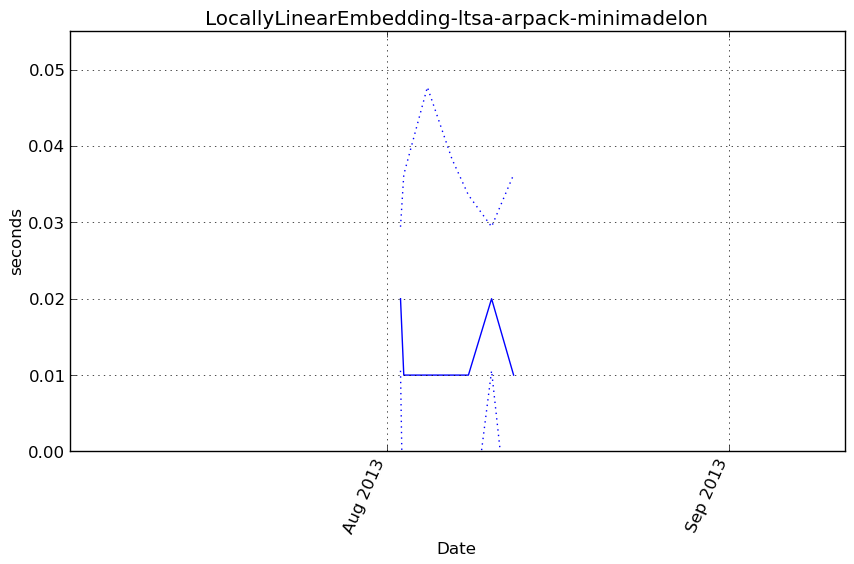 LocallyLinearEmbedding-ltsa-arpack-minimadelon
0.05
0.04
0.03
0.02
0.01
0.00
seconds
Aug 2013
Sep 2013
Date